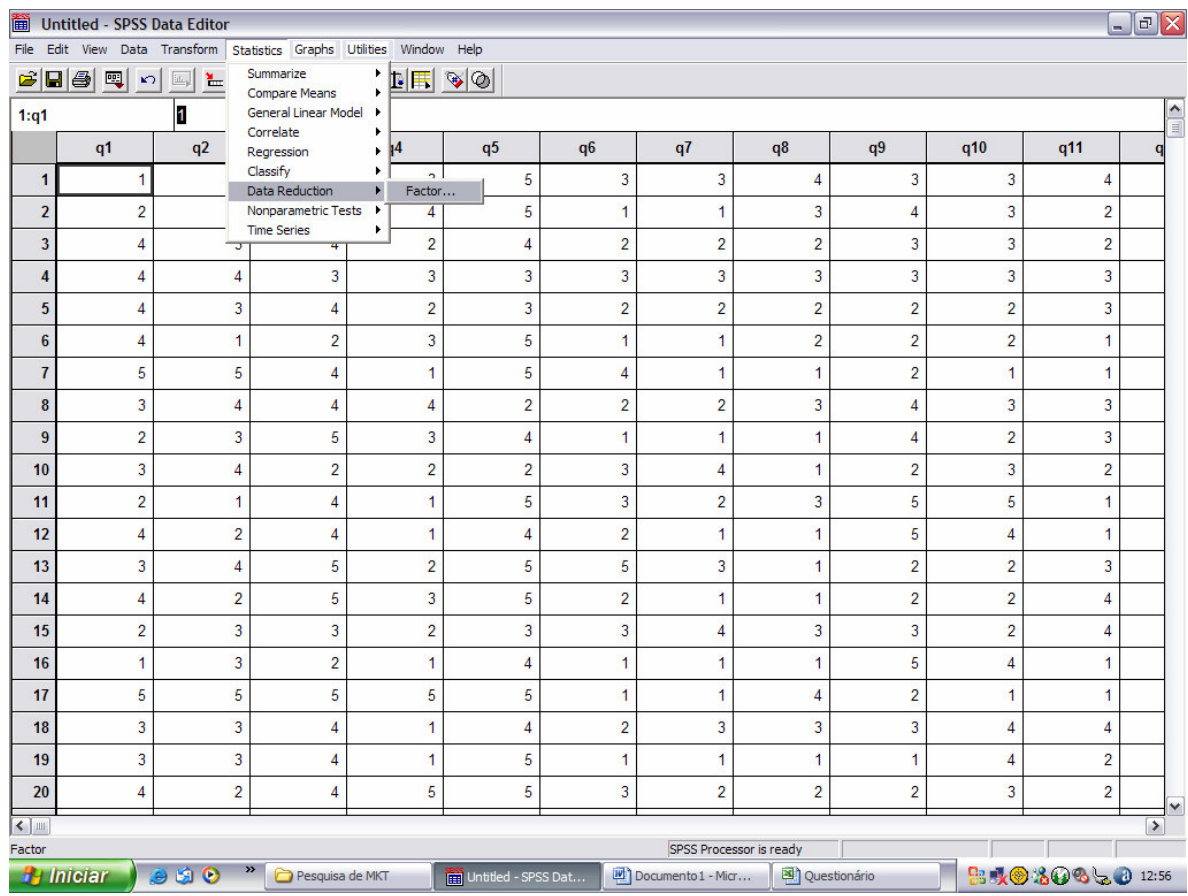 Untitled - SPSS Data Editor
File Edit View Data Transform Statistics Graphs Utilities Window Help
Summarize
Compare Means
General Linear Model
Correlate
Regression
Classify
Data Reduction
Factor...
Nonparametric Tests
Time Series
1:q1 1
q1 q2 q4 q5 q6 q7 q8 q9 q10 q11 q
1 1 5 3 3 4 3 3 4
2 2 4 5 1 1 3 4 3 2
3 4 4 2 4 2 2 2 3 3 2
4 4 4 3 3 3 3 3 3 3 3 3
5 4 3 4 2 3 2 2 2 2 2 3
6 4 1 2 3 5 1 1 2 2 2 1
7 5 5 4 1 5 4 1 1 2 1 1
8 3 4 4 4 2 2 2 3 4 3 3
9 2 3 5 3 4 1 1 1 4 2 3
10 3 4 2 2 2 3 4 1 2 3 2
11 2 1 4 1 5 3 2 3 5 5 1
12 4 2 4 1 4 2 1 1 5 4 1
13 3 4 5 2 5 5 3 1 2 2 3
14 4 2 5 3 5 2 1 1 2 2 4
15 2 3 3 2 3 3 4 3 3 2 4
16 1 3 2 1 4 1 1 1 5 4 1
17 5 5 5 5 5 1 1 4 2 1 1
18 3 3 4 1 4 2 3 3 3 4 4
19 3 3 4 1 5 1 1 1 1 4 2
20 4 2 4 5 5 3 2 2 2 3 2
Factor
SPSS Processor is ready
Iniciar
Pesquisa de MKT
Untitled - SPSS Dat...
Documento1 - Micr...
Questionário
12:56